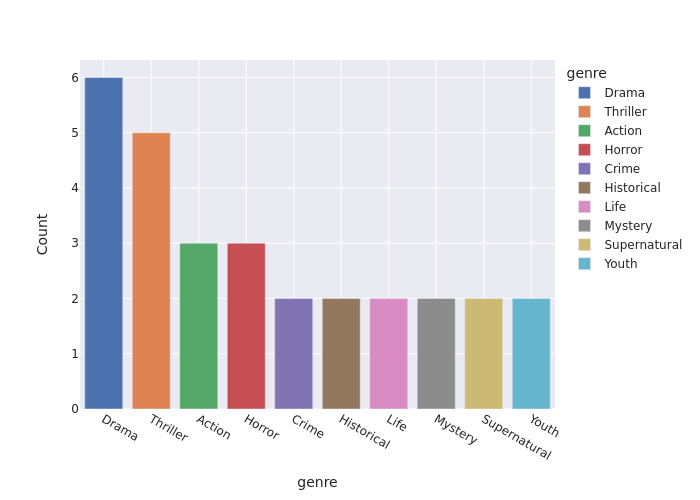 6
5
4
3
2
1
0
Count
Drama
Thriller
Action
Horror
Crime
Historical
Life
Mystery
Supernatural
Youth
genre
genre
Drama
Thriller
Action
Horror
Crime
Historical
Life
Mystery
Supernatural
Youth